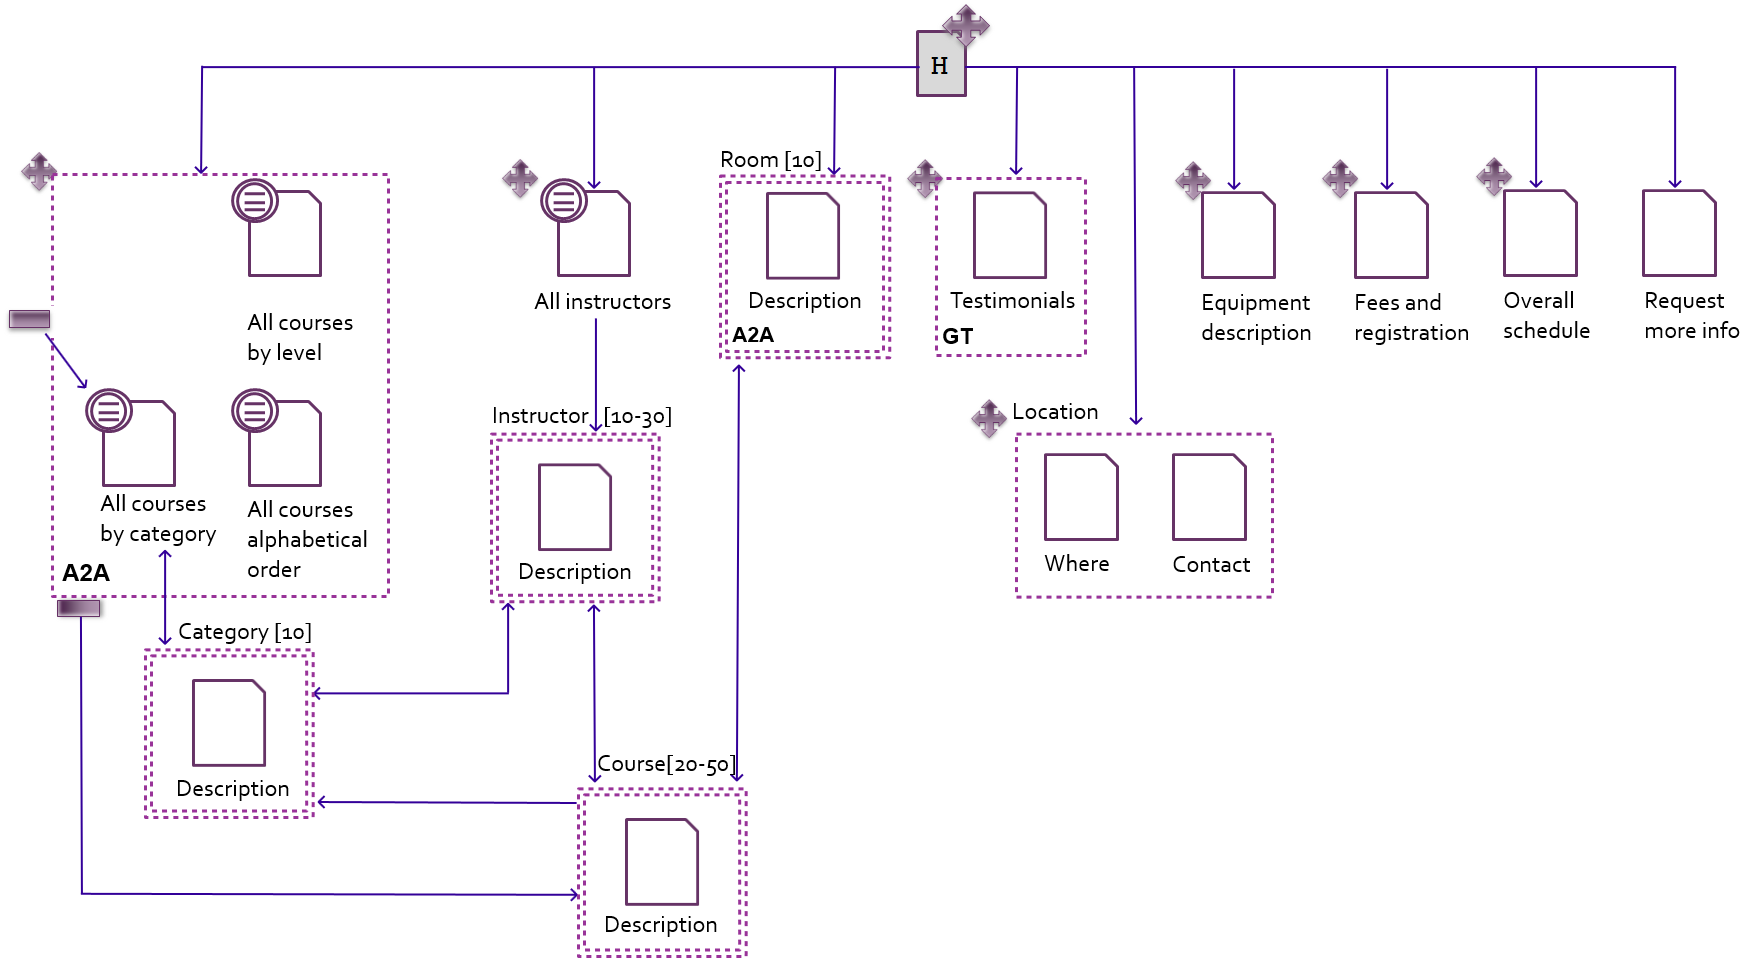 H
Room [10]
All courses
by level
All instructors
Description
A2A
Testimonials
GT
Equipment
description
Fees and
registration
Overall
schedule
Request
more info
Instructor [10-30]
Location
All courses
by category
All courses
alphabetical
order
A2A
Description
Where
Contact
Category [10]
Description
Course[20-50]
Description